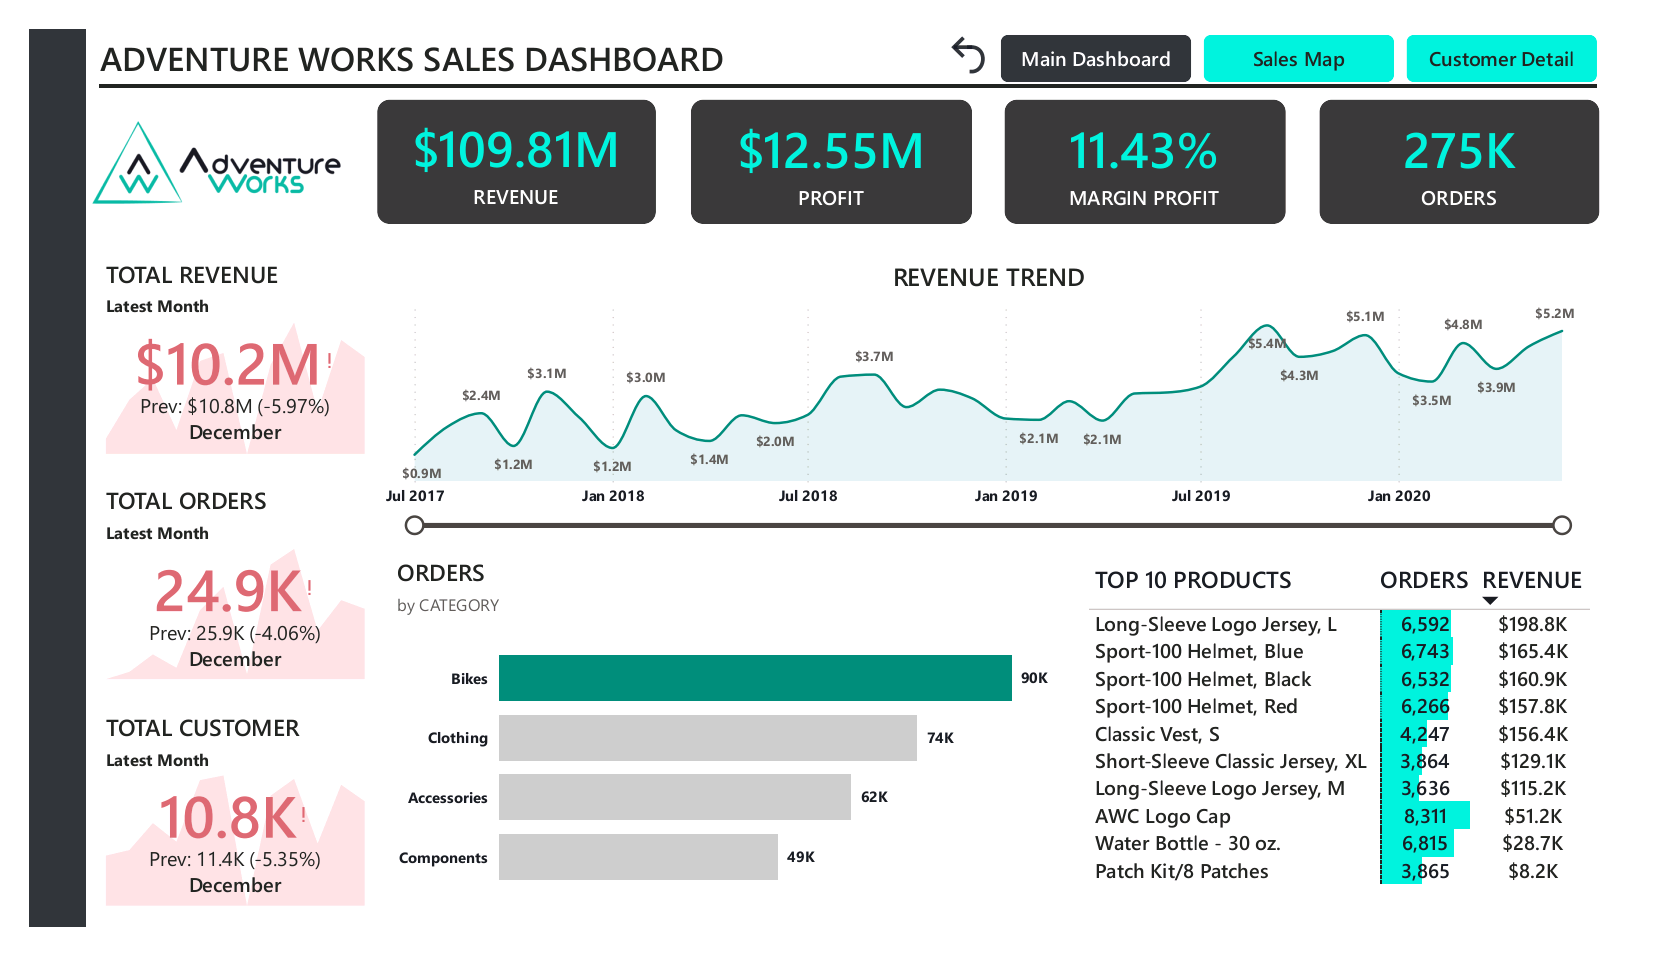 ADVENTURE WORKS SALES DASHBOARD
Main Dashboard
Sales Map
Customer Detail
Adventure
Works
$109.81M
REVENUE
$12.55M
PROFIT
11.43%
MARGIN PROFIT
275K
ORDERS
TOTAL REVENUE
Latest Month
$10.2M!
Prev: $10.8M (-5.97%)
December
TOTAL ORDERS
Latest Month
24.9K!
Prev: 25.9K (-4.06%)
December
TOTAL CUSTOMER
Latest Month
10.8K!
Prev: 11.4K (-5.35%)
December
REVENUE TREND
$0.9M
$2.4M
$1.2M
$3.1M
$1.2M
$3.0M
$1.4M
$2.0M
$3.7M
$2.1M
$2.1M
$5.4M
$4.3M
$5.1M
$3.5M
$4.8M
$3.9M
$5.2M
Jul 2017 Jan 2018 Jul 2018 Jan 2019 Jul 2019 Jan 2020
ORDERS
by CATEGORY
Bikes 90K
Clothing 74K
Accessories 62K
Components 49K
TOP 10 PRODUCTS ORDERS REVENUE
Long-Sleeve Logo Jersey, L 6,592 $198.8K
Sport-100 Helmet, Blue 6,743 $165.4K
Sport-100 Helmet, Black 6,532 $160.9K
Sport-100 Helmet, Red 6,266 $157.8K
Classic Vest, S 4,247 $156.4K
Short-Sleeve Classic Jersey, XL 3,864 $129.1K
Long-Sleeve Logo Jersey, M 3,636 $115.2K
AWC Logo Cap 8,311 $51.2K
Water Bottle - 30 oz. 6,815 $28.7K
Patch Kit/8 Patches 3,865 $8.2K